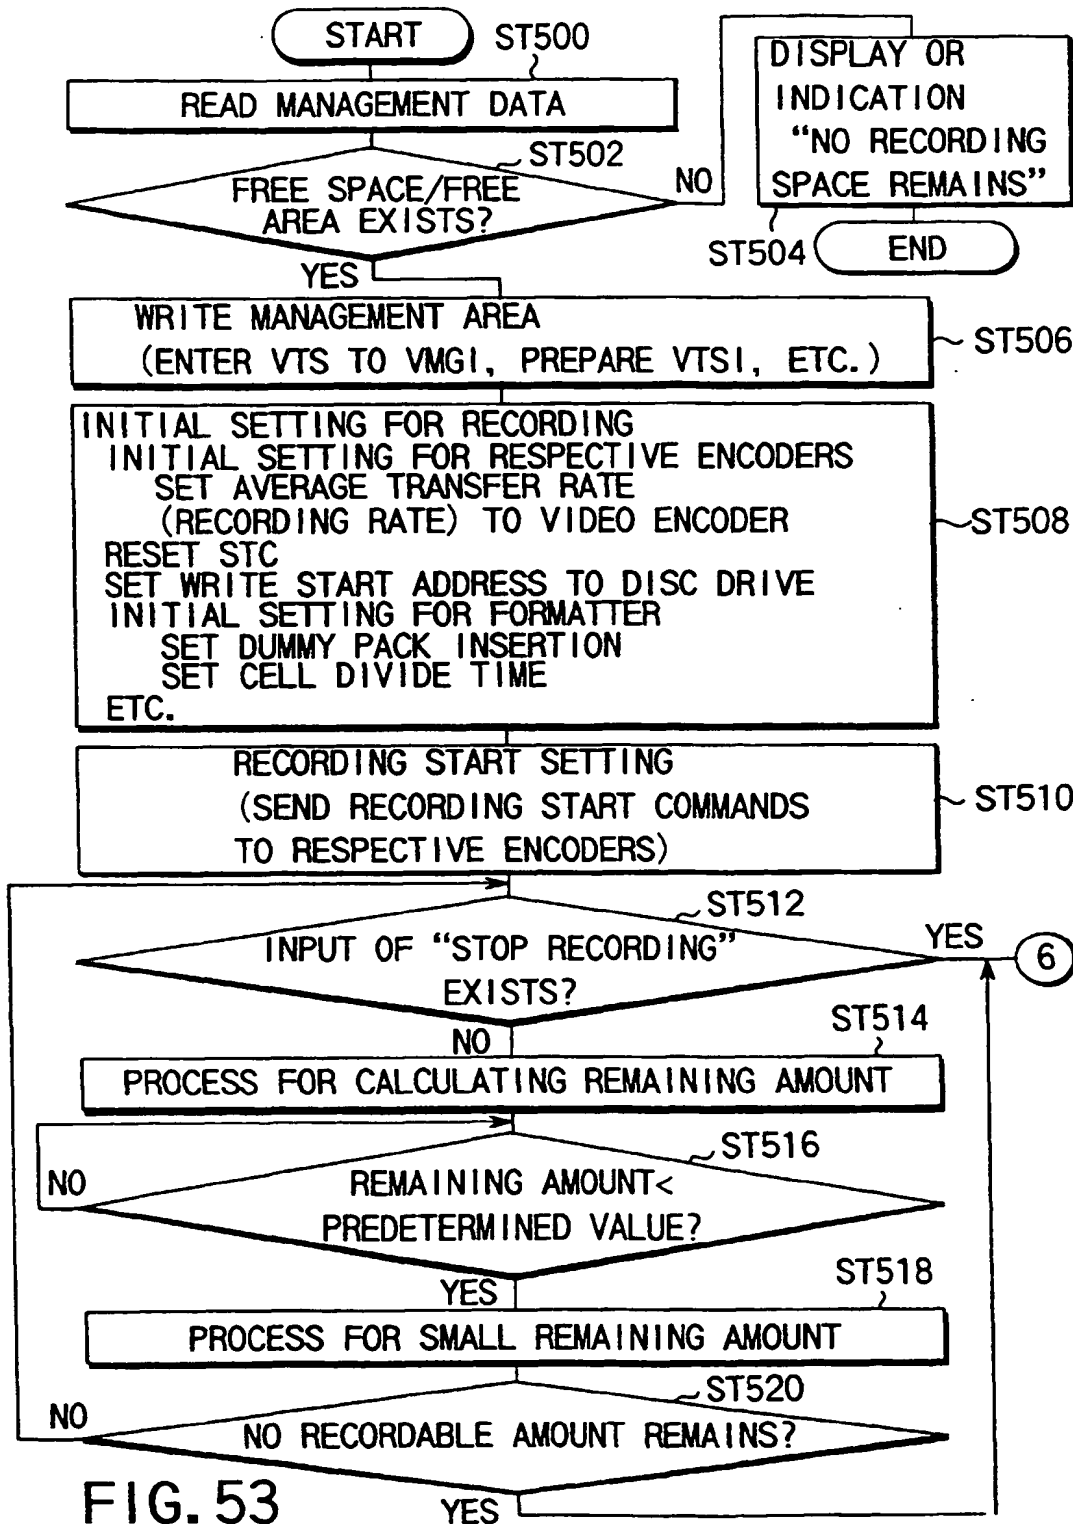 START
ST500
READ MANAGEMENT DATA
ST502
FREE SPACE/FREE
AREA EXISTS?
NO
DISPLAY OR
INDICATION
“NO RECORDING
SPACE REMAINS”
ST504
END
YES
WRITE MANAGEMENT AREA
(ENTER VTS TO VMGI, PREPARE VTSI, ETC.)
ST506
INITIAL SETTING FOR RECORDING
INITIAL SETTING FOR RESPECTIVE ENCODERS
SET AVERAGE TRANSFER RATE
(RECORDING RATE) TO VIDEO ENCODER
RESET STC
SET WRITE START ADDRESS TO DISC DRIVE
INITIAL SETTING FOR FORMATTER
SET DUMMY PACK INSERTION
SET CELL DIVIDE TIME
ETC.
ST508
RECORDING START SETTING
(SEND RECORDING START COMMANDS
TO RESPECTIVE ENCODERS)
ST510
ST512
INPUT OF “STOP RECORDING”
EXISTS?
YES
6
NO
ST514
PROCESS FOR CALCULATING REMAINING AMOUNT
ST516
NO
REMAINING AMOUNT<
PREDETERMINED VALUE?
YES
ST518
PROCESS FOR SMALL REMAINING AMOUNT
ST520
NO
NO RECORDABLE AMOUNT REMAINS?
YES
FIG. 53